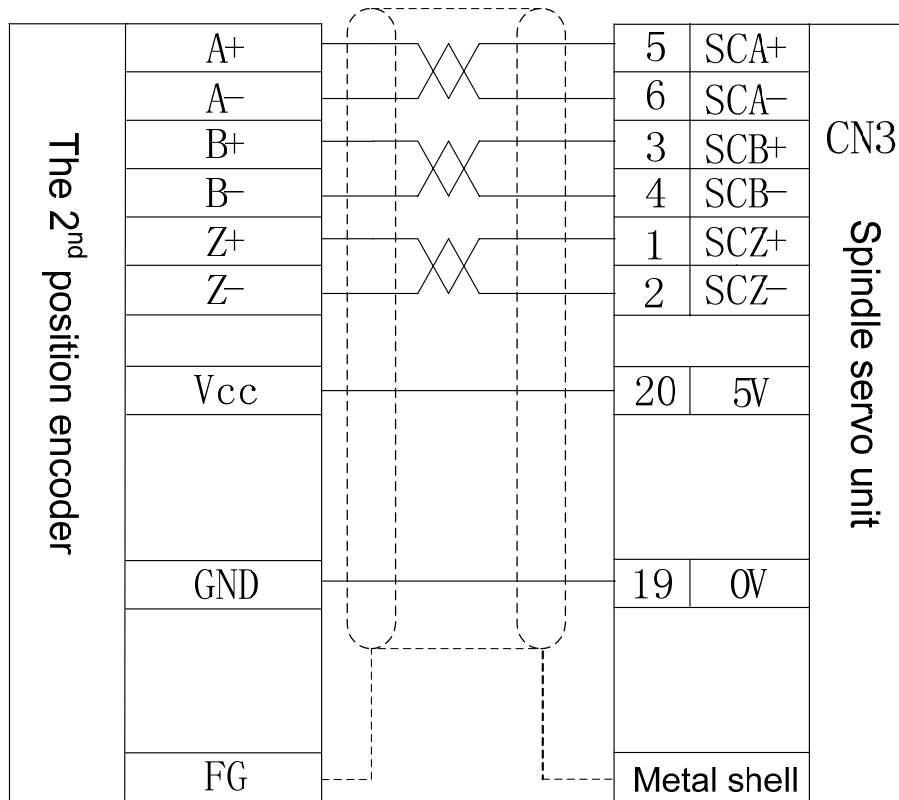 The 2nd position encoder
A+
A-
B+
B-
Z+
Z-
Vcc
GND
FG
5 SCA+
6 SCA-
3 SCB+
4 SCB-
1 SCZ+
2 SCZ-
20 5V
19 0V
Metal shell
CN3
Spindle servo unit